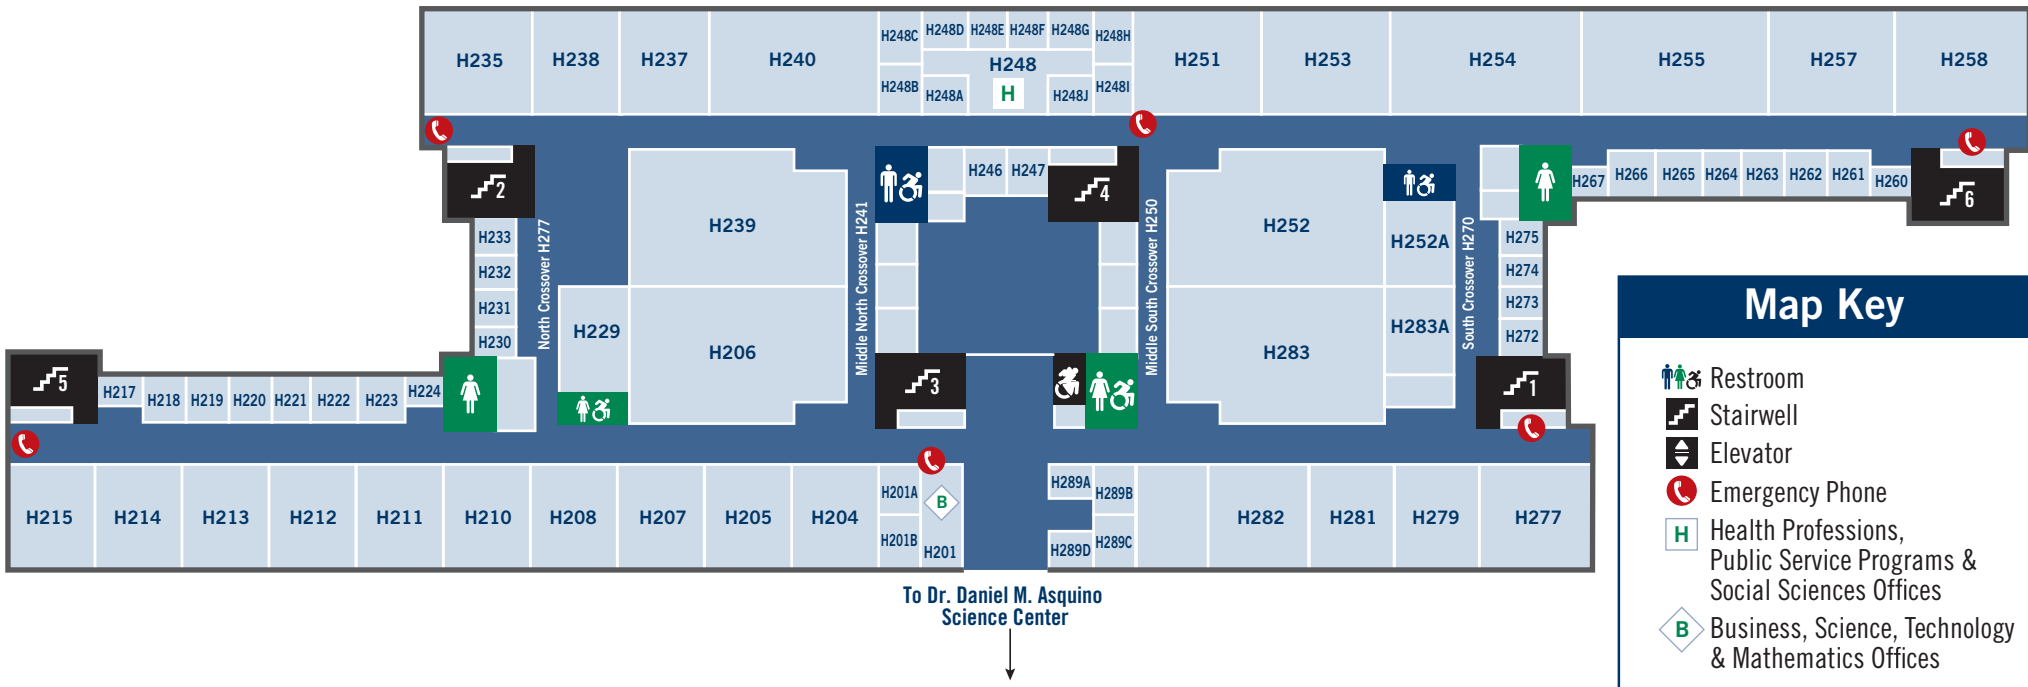 H235
H238
H237
H240
H248C
H248D
H248E
H248F
H248G
H248H
H251
H253
H254
H255
H257
H258
H248
H248B
H248A
H
H248J
H248I
2
H246
H247
4
H267
H266
H265
H264
H263
H262
H261
H260
6
H233
H232
H231
H230
North Crossover H277
H239
H229
H206
Middle North Crossover H241
3
Middle South Crossover H250
H252
H252A
H283
H283A
South Crossover H270
H275
H274
H273
H272
1
5
H217
H218
H219
H220
H221
H222
H223
H224
H215
H214
H213
H212
H211
H210
H208
H207
H205
H204
H201A
H201B
B
H201
H289A
H289B
H289D
H289C
H282
H281
H279
H277
To Dr. Daniel M. Asquino
Science Center
Map Key
Restroom
Stairwell
Elevator
Emergency Phone
H
Health Professions,
Public Service Programs &
Social Sciences Offices
B
Business, Science, Technology
& Mathematics Offices